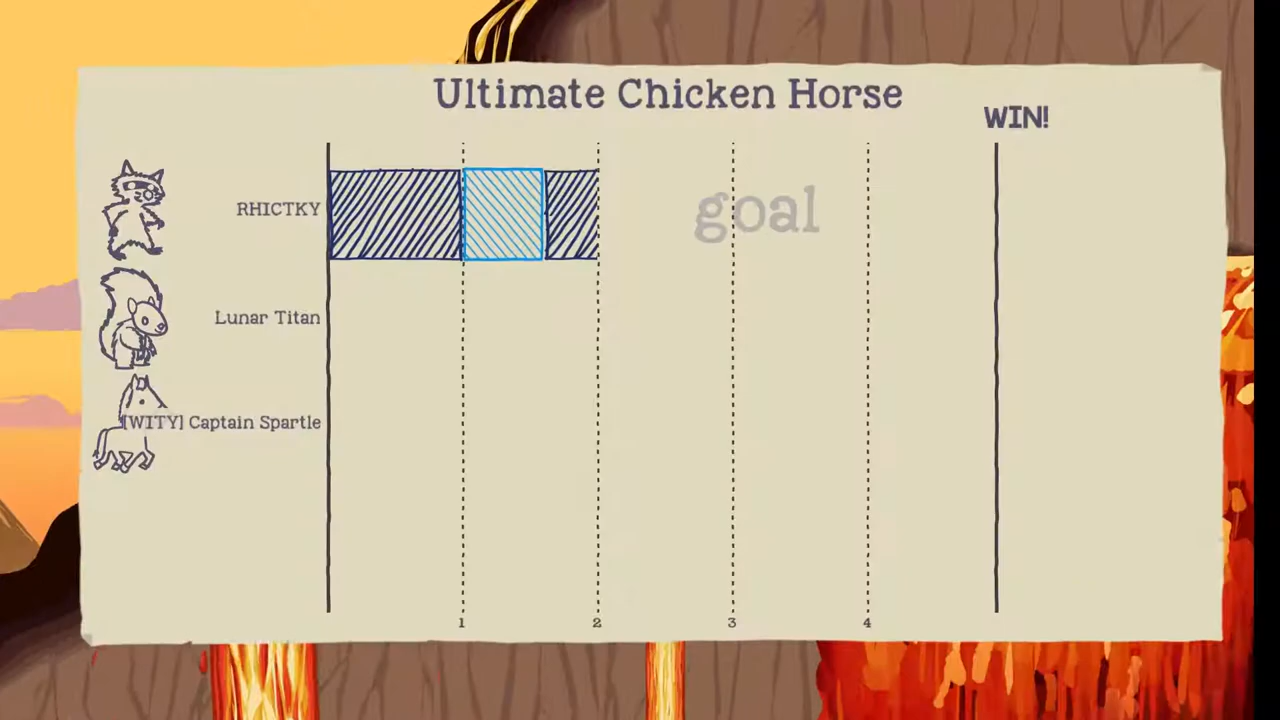 Ultimate Chicken Horse
WIN!
RHICTKY
goal
Lunar Titan
[WITY] Captain Spartle
1 2 3 4